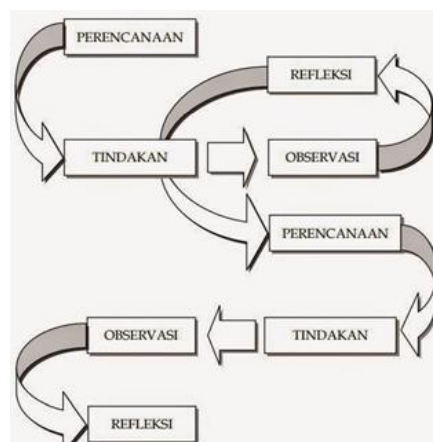 PERENCANAAN
REFLEKSI
TINDAKAN
OBSERVASI
PERENCANAAN
OBSERVASI
TINDAKAN
REFLEKSI